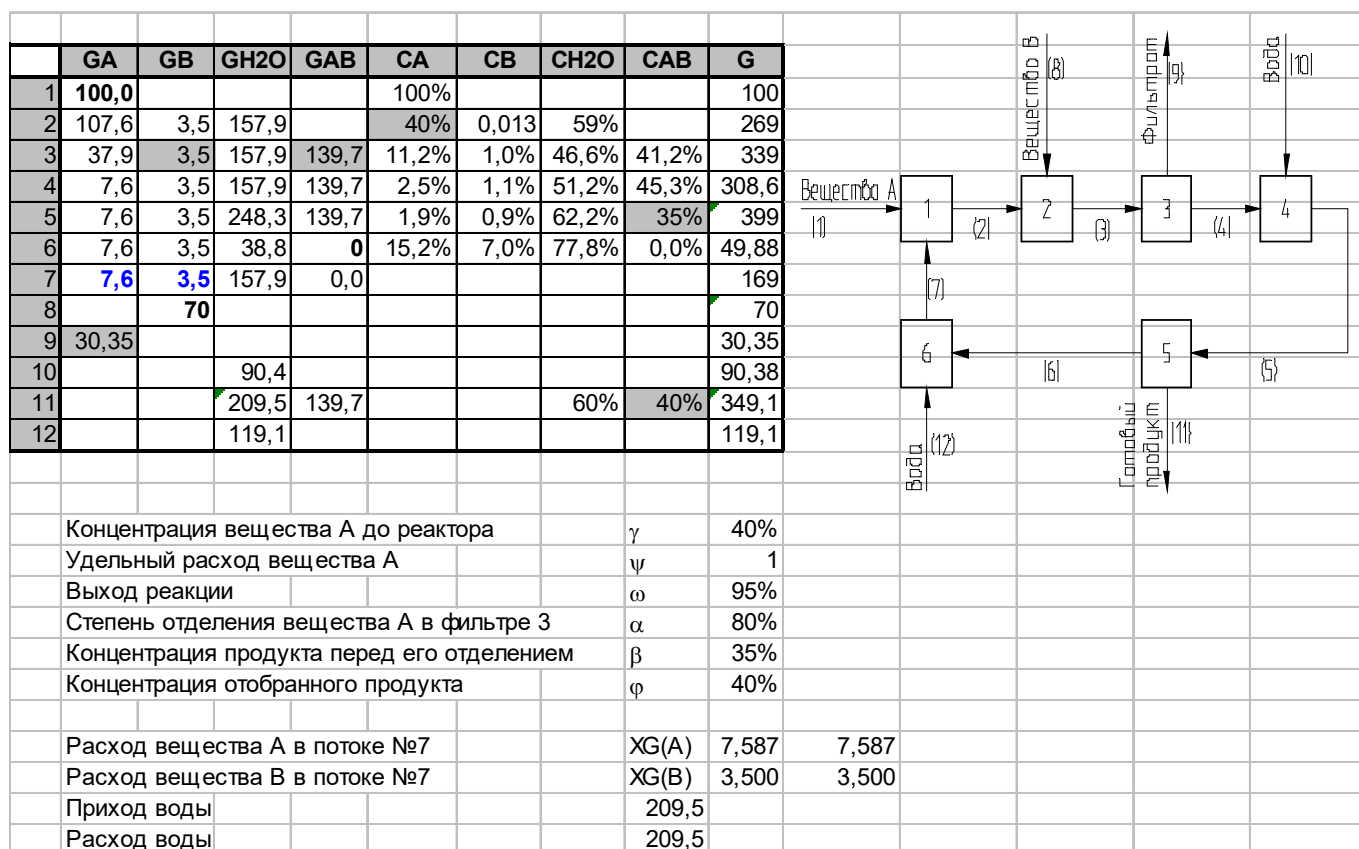 GA GB GH2O GAB CA CB CH2O CAB G
1 100,0 100% 100
2 107,6 3,5 157,9 40% 0,013 59% 269
3 37,9 3,5 157,9 139,7 11,2% 1,0% 46,6% 41,2% 339
4 7,6 3,5 157,9 139,7 2,5% 1,1% 51,2% 45,3% 308,6
5 7,6 3,5 248,3 139,7 1,9% 0,9% 62,2% 35% 399
6 7,6 3,5 38,8 0 15,2% 7,0% 77,8% 0,0% 49,88
7 7,6 3,5 157,9 0,0 169
8 70 70
9 30,35 30,35
10 90,4 90,38
11 209,5 139,7 60% 40% 349,1
12 119,1 119,1
Вещество В (8)
Фильтрат (9)
Вода (10)
Вещества А
(1)
1
(2)
2
(3)
3
(4)
4
(7)
6
(6)
5
(5)
Вода (12)
Готовый продукт (11)
Концентрация вещества А до реактора γ 40%
Удельный расход вещества А ψ 1
Выход реакции ω 95%
Степень отделения вещества А в фильтре 3 α 80%
Концентрация продукта перед его отделением β 35%
Концентрация отобранного продукта φ 40%
Расход вещества А в потоке №7 XG(A) 7,587 7,587
Расход вещества В в потоке №7 XG(B) 3,500 3,500
Приход воды 209,5
Расход воды 209,5